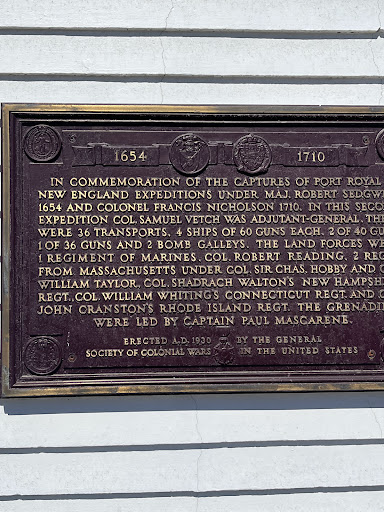 1654 1710
IN COMMEMORATION OF THE CAPTURES OF PORT ROYAL
NEW ENGLAND EXPEDITIONS UNDER MAJ. ROBERT SEDGW
1654 AND COLONEL FRANCIS NICHOLSON 1710. IN THIS SECO
EXPEDITION COL. SAMUEL VETCH WAS ADJUTANT-GENERAL. TH
WERE 36 TRANSPORTS, 4 SHIPS OF 60 GUNS EACH, 2 OF 40 GU
1 OF 36 GUNS AND 2 BOMB GALLEYS. THE LAND FORCES WE
1 REGIMENT OF MARINES, COL. ROBERT READING, 2 REG
FROM MASSACHUSETTS UNDER COL. SIR CHAS. HOBBY AND C
WILLIAM TAYLOR, COL. SHADRACH WALTON'S NEW HAMPSH
REGT., COL. WILLIAM WHITING'S CONNECTICUT REGT. AND C
JOHN CRANSTON'S RHODE ISLAND REGT. THE GRENADI
WERE LED BY CAPTAIN PAUL MASCARENE.
ERECTED A.D. 1930 BY THE GENERAL
SOCIETY OF COLONIAL WARS IN THE UNITED STATES